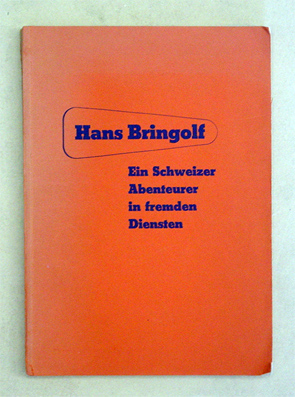 Hans Bringolf
Ein Schweizer
Abenteurer
in fremden
Diensten